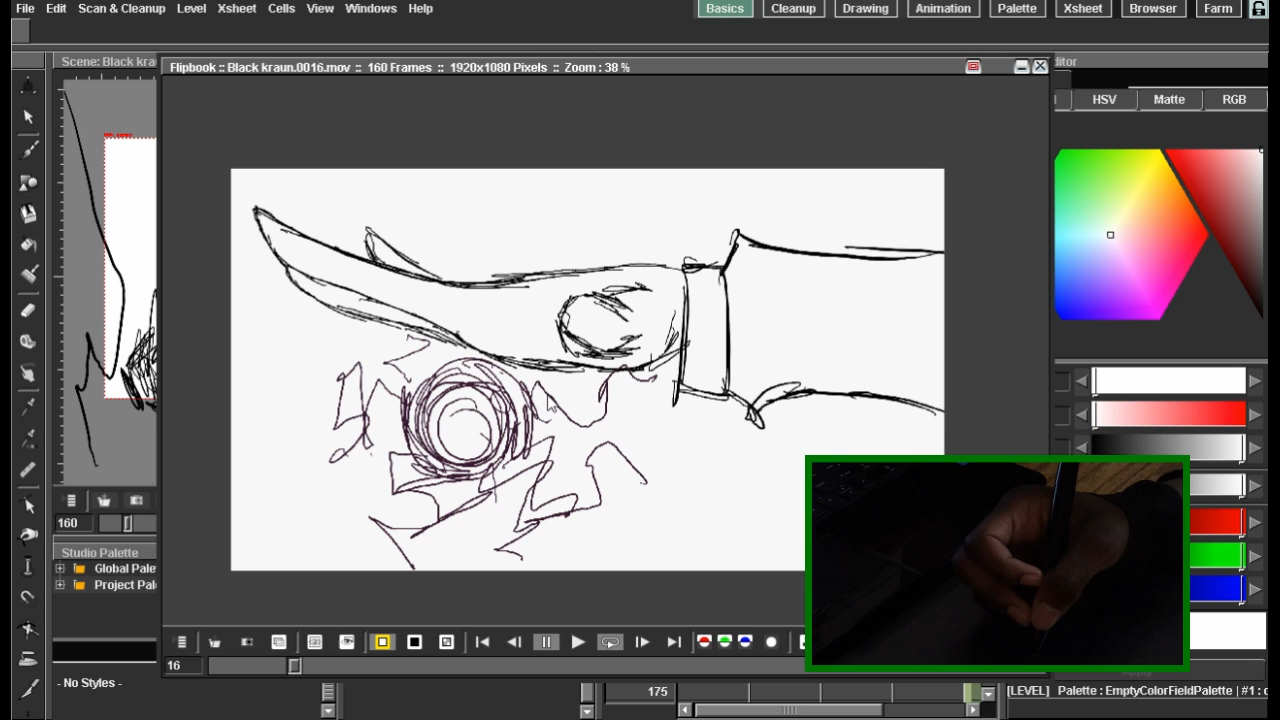 File Edit Scan & Cleanup Level Xsheet Cells View Windows Help
Basics Cleanup Drawing Animation Palette Xsheet Browser Farm
Scene: Black kra
Flipbook :: Black kraun.0016.mov :: 160 Frames :: 1920x1080 Pixels :: Zoom : 38 %
ditor
HSV Matte RGB
160
Studio Palette
Global Pale
Project Pal
16
- No Styles -
175
[LEVEL] Palette : EmptyColorFieldPalette | #1 :